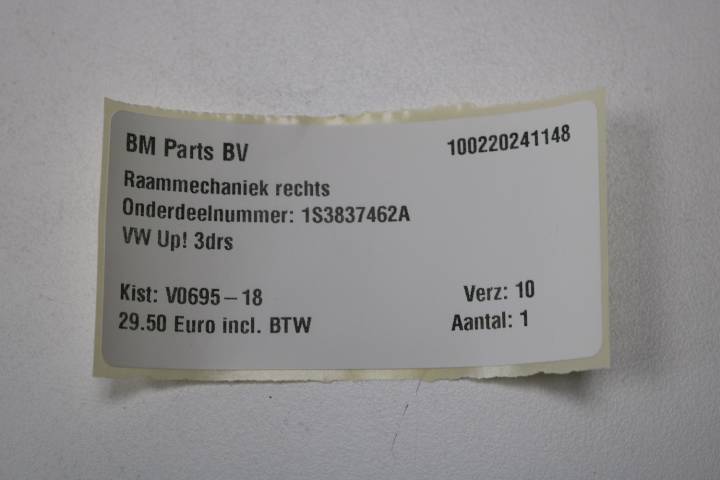 BM Parts BV 100220241148
Raammechaniek rechts
Onderdeelnummer: 1S3837462A
VW Up! 3drs
Kist: V0695-18 Verz: 10
29.50 Euro incl. BTW Aantal: 1